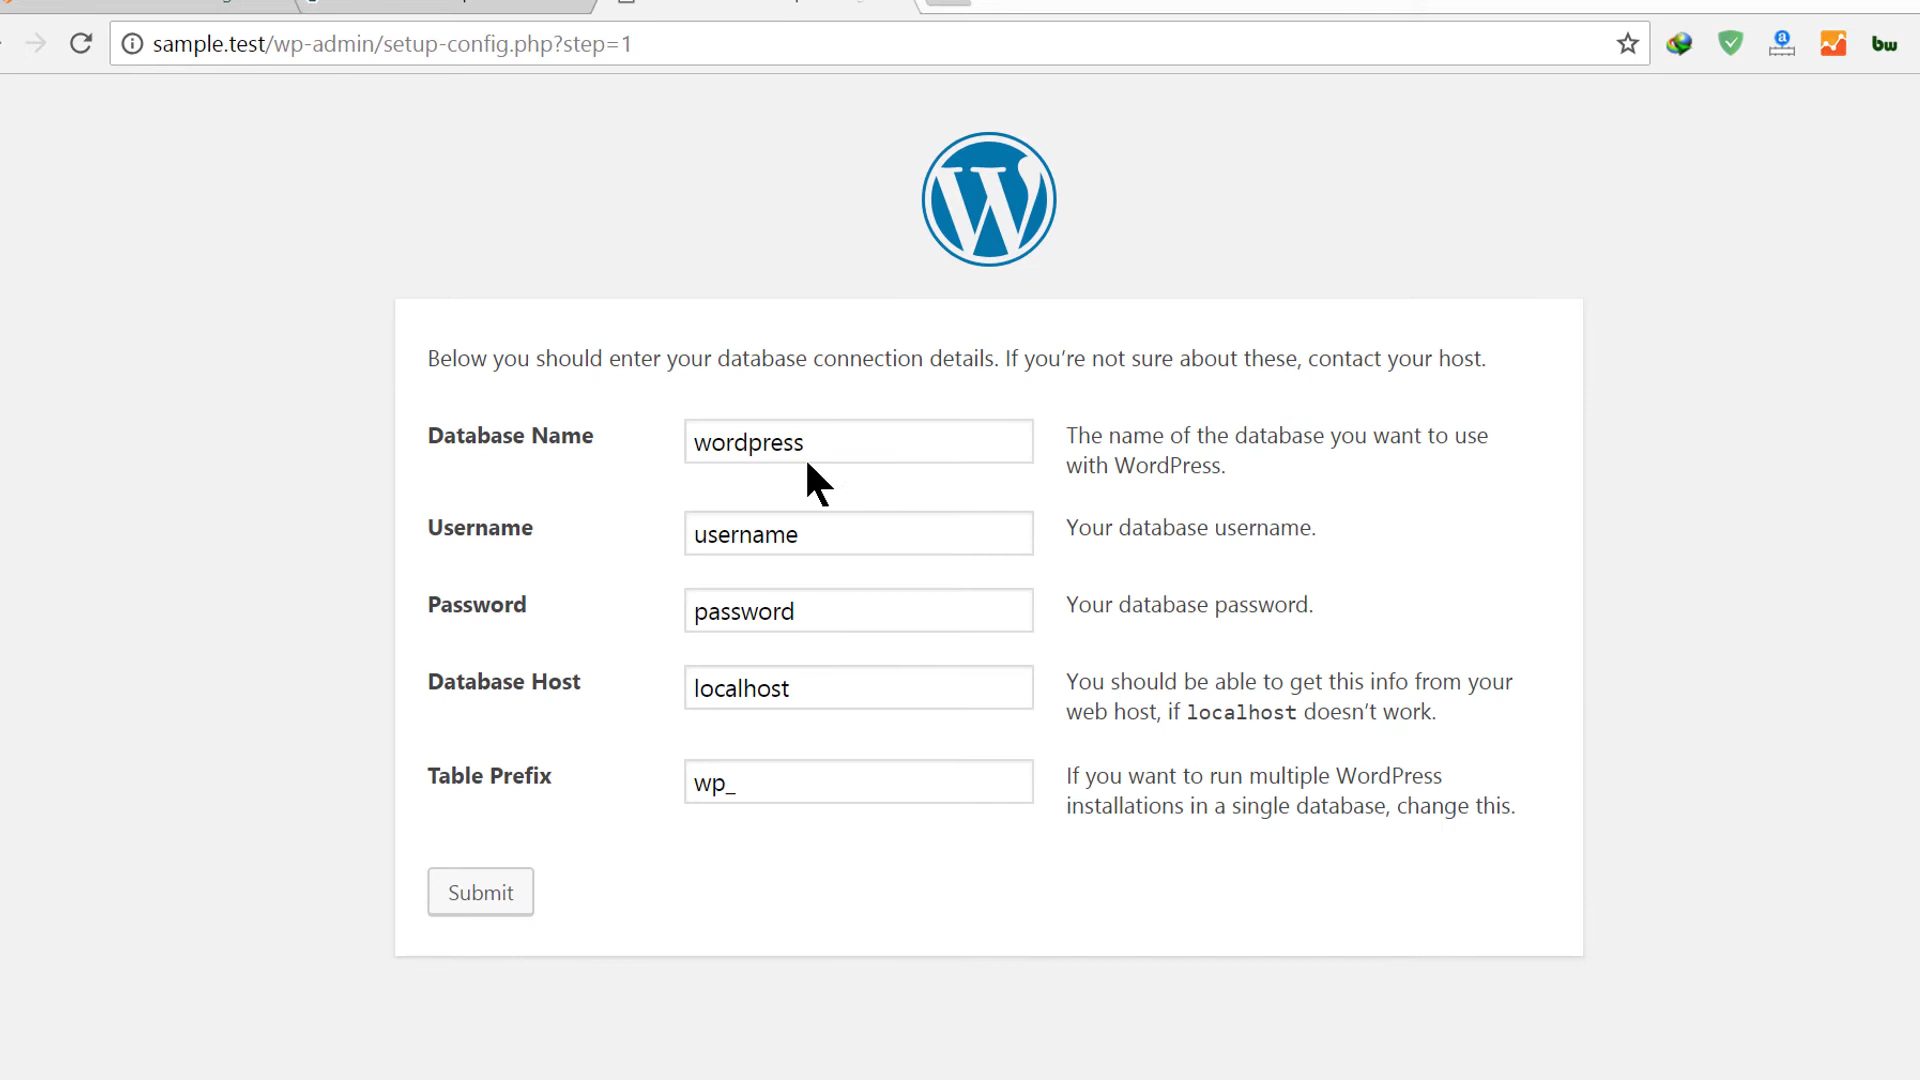 sample.test/wp-admin/setup-config.php?step=1
a
bw
W
Below you should enter your database connection details. If you’re not sure about these, contact your host.
Database Name
wordpress
The name of the database you want to use
with WordPress.
Username
username
Your database username.
Password
password
Your database password.
Database Host
localhost
You should be able to get this info from your
web host, if localhost doesn’t work.
Table Prefix
wp_
If you want to run multiple WordPress
installations in a single database, change this.
Submit